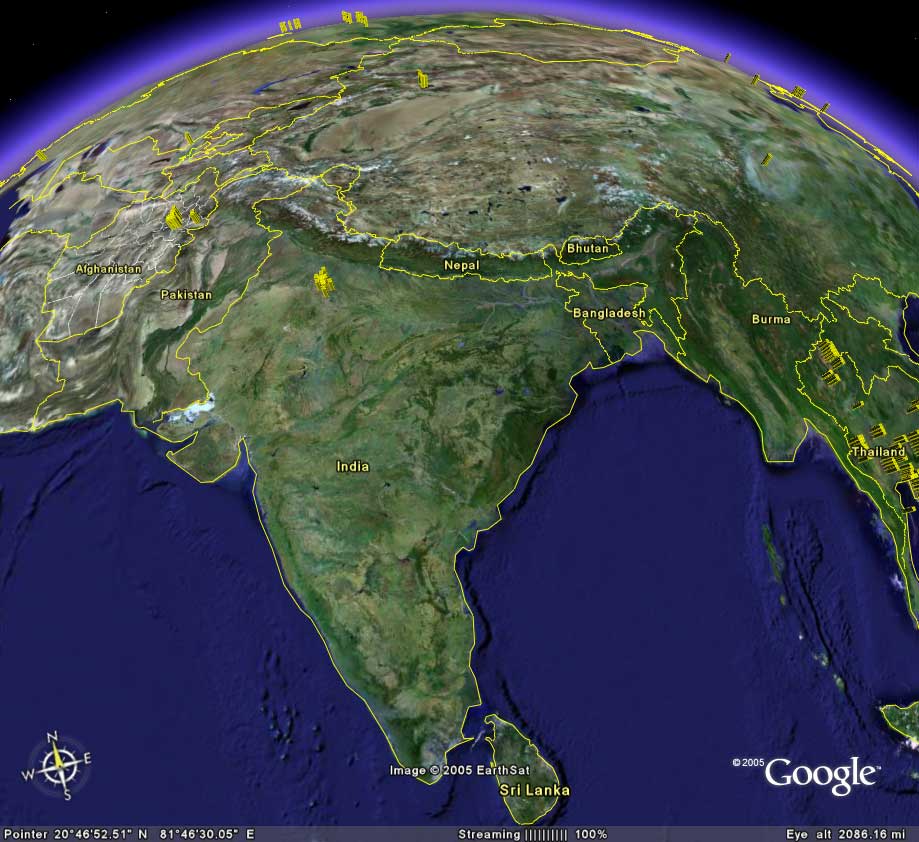 Afghanistan
Pakistan
Nepal
Bhutan
Bangladesh
Burma
India
Thailand
N
W E
S
Image © 2005 EarthSat
Sri Lanka
©2005 Google™
Pointer 20°46'52.51" N 81°46'30.05" E Streaming |||||||||| 100% Eye alt 2086.16 mi